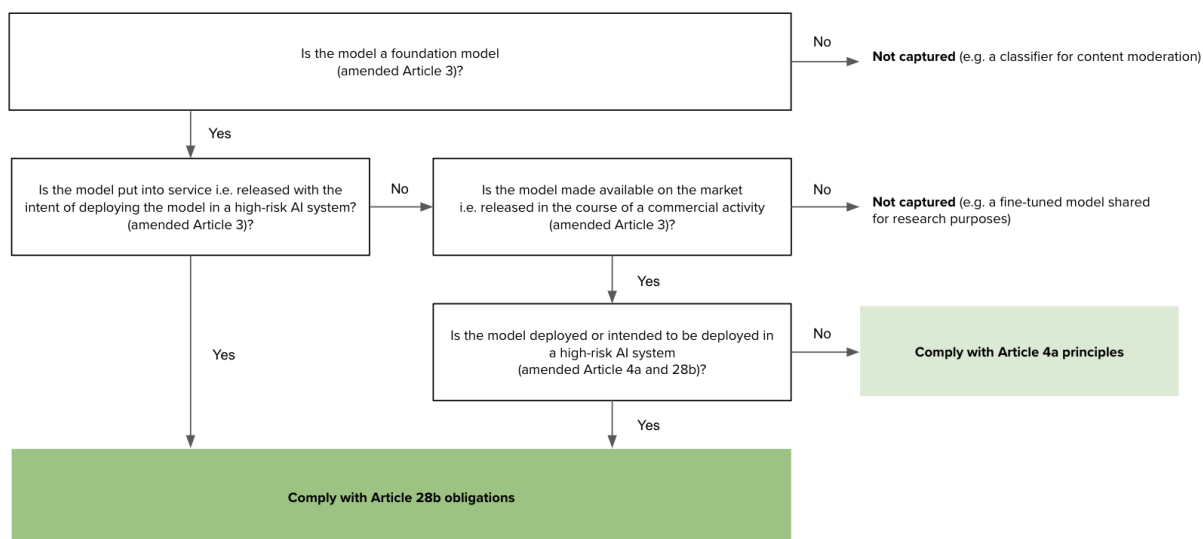 Is the model a foundation model
(amended Article 3)?
No
Not captured (e.g. a classifier for content moderation)
Yes
Is the model put into service i.e. released with the
intent of deploying the model in a high-risk AI system?
(amended Article 3)?
No
Is the model made available on the market
i.e. released in the course of a commercial activity
(amended Article 3)?
No
Not captured (e.g. a fine-tuned model shared
for research purposes)
Yes
Yes
Is the model deployed or intended to be deployed in
a high-risk AI system
(amended Article 4a and 28b)?
No
Comply with Article 4a principles
Yes
Comply with Article 28b obligations